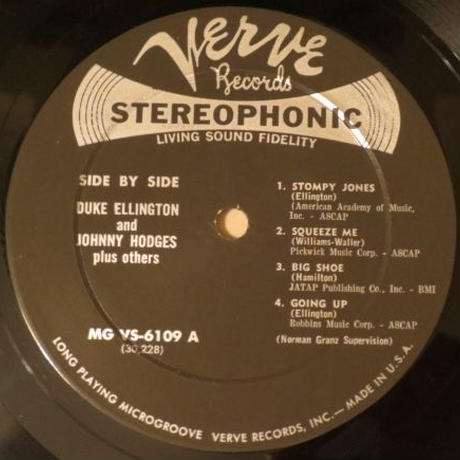 Verve
Records
STEREOPHONIC
LIVING SOUND FIDELITY
SIDE BY SIDE
DUKE ELLINGTON
and
JOHNNY HODGES
plus others
MG VS-6109 A
(30,228)
1. STOMPY JONES
(Ellington)
(American Academy of Music,
Inc. - ASCAP
2. SQUEEZE ME
(Williams-Waller)
Pickwick Music Corp. - ASCAP
3. BIG SHOE
(Hamilton)
JATAP Publishing Co., Inc. - BMI
4. GOING UP
(Ellington)
Robbins Music Corp. - ASCAP
(Norman Granz Supervision)
LONG PLAYING MICROGROOVE VERVE RECORDS, INC.—MADE IN U.S.A.